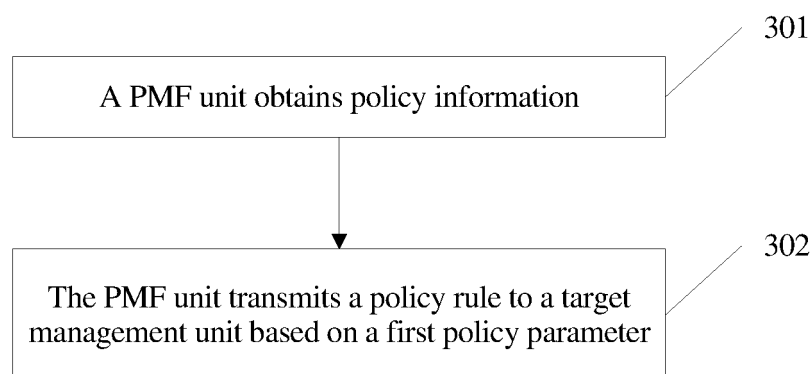 301
A PMF unit obtains policy information
302
The PMF unit transmits a policy rule to a target
management unit based on a first policy parameter